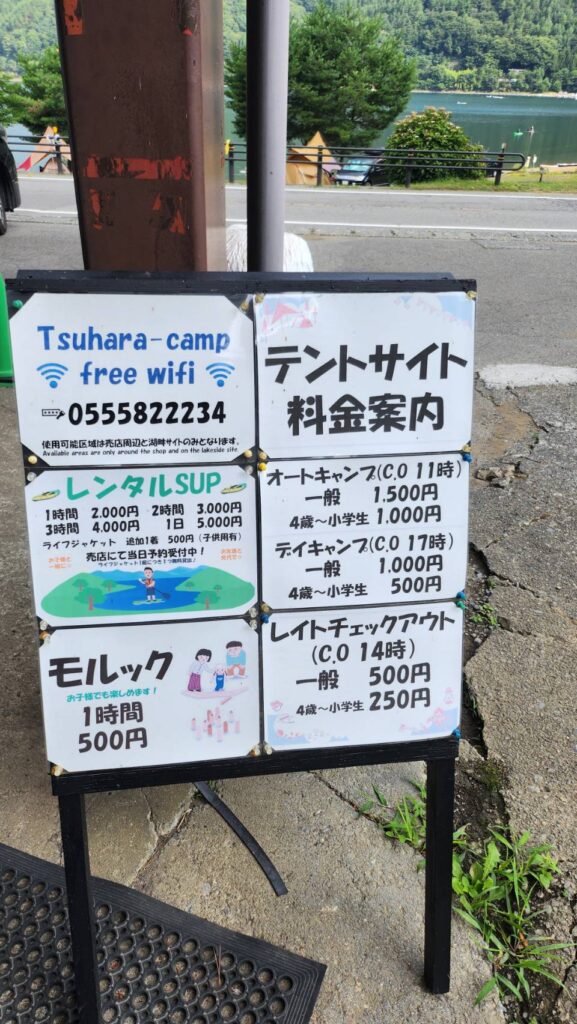 Tsuhara-camp
free wifi
0555822234
使用可能区域は売店周辺と湖畔サイトのみとなります。
Available areas are only around the shop and on the lakeside site.
レンタルSUP
1時間 2.000円 2時間 3.000円
3時間 4.000円 1日 5.000円
ライフジャケット 追加1着 500円（子供用有）
売店にて当日予約受付中！
お子様と
一緒に♪
モルック
お子様でも楽しめます！
1時間
500円
テントサイト
料金案内
オートキャンプ(C.O 11時)
一般 1.500円
4歳～小学生 1.000円
デイキャンプ(C.O 17時)
一般 1.000円
4歳～小学生 500円
レイトチェックアウト
(C.O 14時)
一般 500円
4歳～小学生 250円